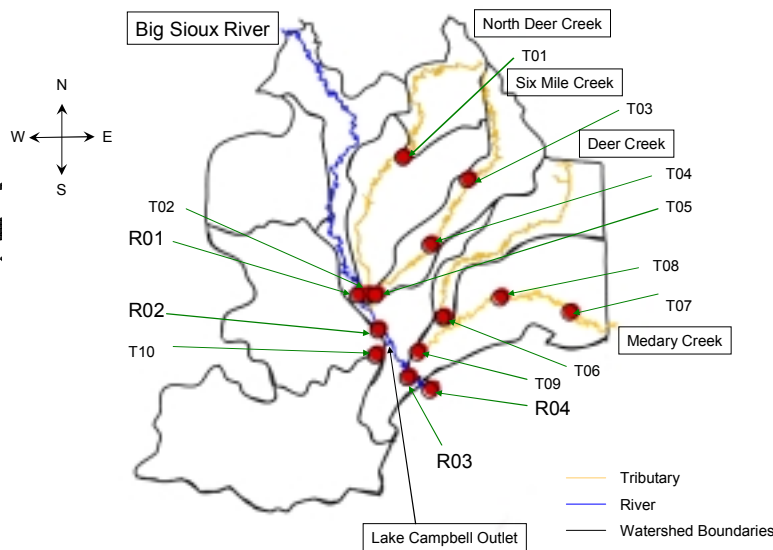 North Deer Creek
Big Sioux River
T01
Six Mile Creek
N
W
E
S
T03
Deer Creek
T04
T02
T05
R01
T08
R02
T07
T10
Medary Creek
T06
T09
R04
R03
Lake Campbell Outlet
Tributary
River
Watershed Boundaries